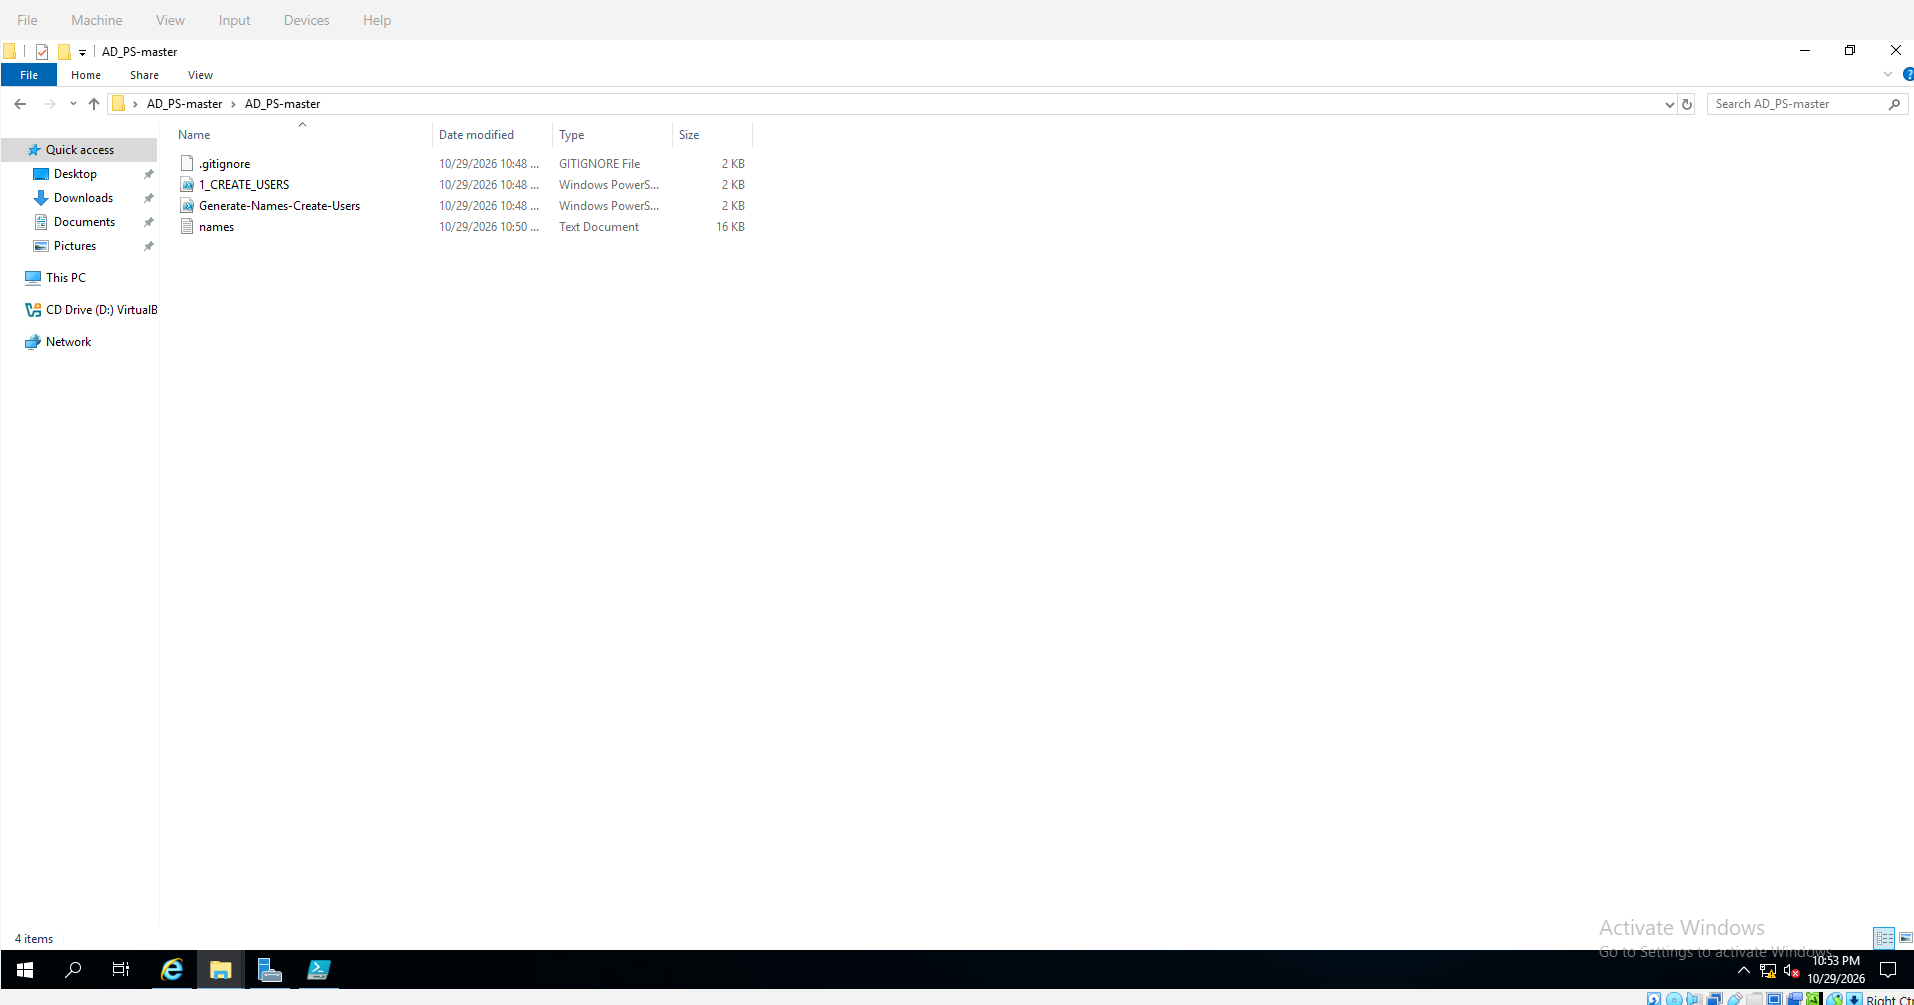 File Machine View Input Devices Help
AD_PS-master
File Home Share View
AD_PS-master › AD_PS-master
Search AD_PS-master
Name Date modified Type Size
Quick access
Desktop
Downloads
Documents
Pictures
This PC
CD Drive (D:) VirtualB
Network
.gitignore 10/29/2026 10:48 ... GITIGNORE File 2 KB
1_CREATE_USERS 10/29/2026 10:48 ... Windows PowerS... 2 KB
Generate-Names-Create-Users 10/29/2026 10:48 ... Windows PowerS... 2 KB
names 10/29/2026 10:50 ... Text Document 16 KB
4 items
Activate Windows
Go to Settings to activate Windows.
10:53 PM
10/29/2026
Right Ctr